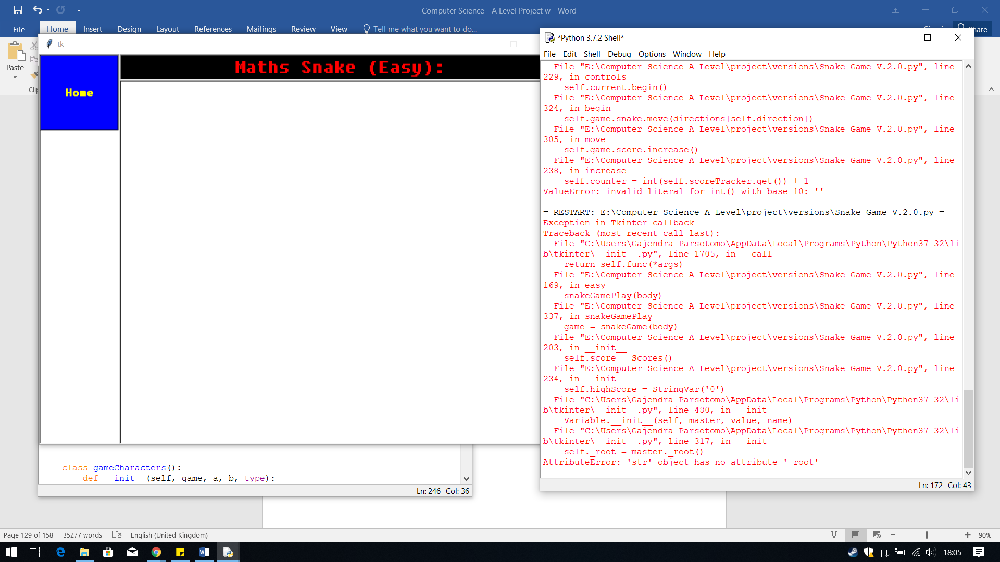 Computer Science - A Level Project w - Word
File Home Insert Design Layout References Mailings Review View Tell me what you want to do... Share
Paste
tk
Home
Maths Snake (Easy):
class gameCharacters():
def __init__(self, game, a, b, type):
Ln: 246 Col: 36
*Python 3.7.2 Shell*
File Edit Shell Debug Options Window Help
File "E:\Computer Science A Level\project\versions\Snake Game V.2.0.py", line
229, in controls
self.current.begin()
File "E:\Computer Science A Level\project\versions\Snake Game V.2.0.py", line
324, in begin
self.game.snake.move(directions[self.direction])
File "E:\Computer Science A Level\project\versions\Snake Game V.2.0.py", line
305, in move
self.game.score.increase()
File "E:\Computer Science A Level\project\versions\Snake Game V.2.0.py", line
238, in increase
self.counter = int(self.scoreTracker.get()) + 1
ValueError: invalid literal for int() with base 10: ''
= RESTART: E:\Computer Science A Level\project\versions\Snake Game V.2.0.py =
Exception in Tkinter callback
Traceback (most recent call last):
File "C:\Users\Gajendra Parsotomo\AppData\Local\Programs\Python\Python37-32\li
b\tkinter\__init__.py", line 1705, in __call__
return self.func(*args)
File "E:\Computer Science A Level\project\versions\Snake Game V.2.0.py", line
169, in easy
snakeGamePlay(body)
File "E:\Computer Science A Level\project\versions\Snake Game V.2.0.py", line
337, in snakeGamePlay
game = snakeGame(body)
File "E:\Computer Science A Level\project\versions\Snake Game V.2.0.py", line
203, in __init__
self.score = Scores()
File "E:\Computer Science A Level\project\versions\Snake Game V.2.0.py", line
234, in __init__
self.highScore = StringVar('0')
File "C:\Users\Gajendra Parsotomo\AppData\Local\Programs\Python\Python37-32\li
b\tkinter\__init__.py", line 480, in __init__
Variable.__init__(self, master, value, name)
File "C:\Users\Gajendra Parsotomo\AppData\Local\Programs\Python\Python37-32\li
b\tkinter\__init__.py", line 317, in __init__
self._root = master._root()
AttributeError: 'str' object has no attribute '_root'
Ln: 172 Col: 43
Page 129 of 158 35277 words English (United Kingdom) 90%
18:05